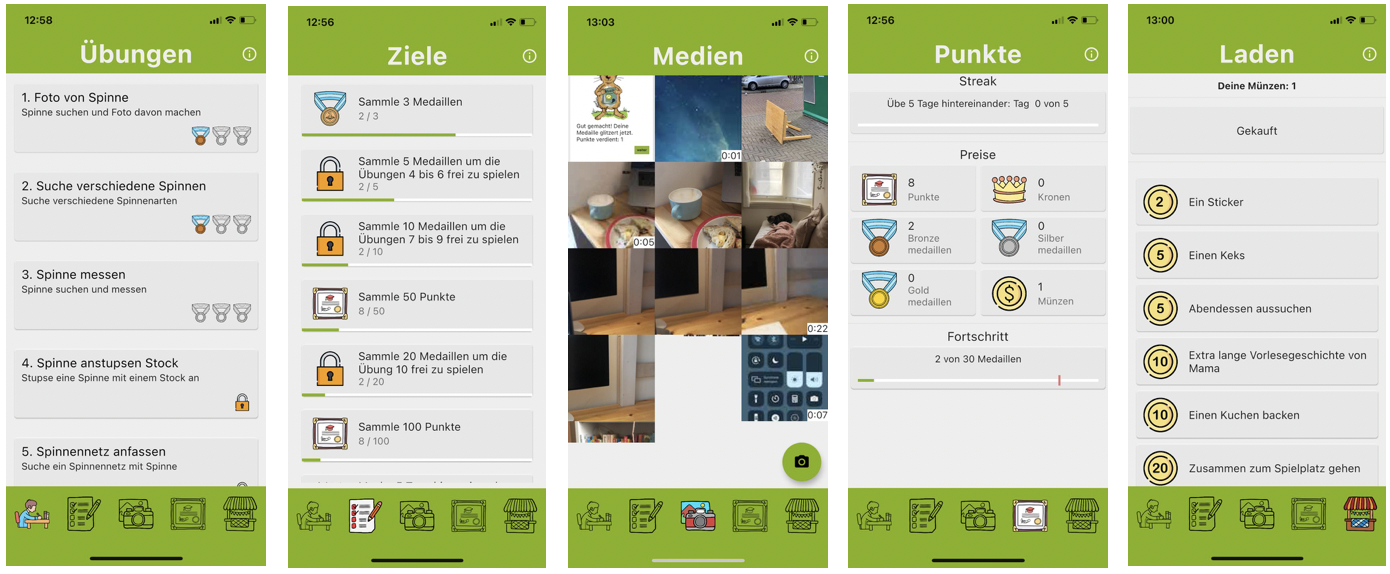 12:58
Übungen
1. Foto von Spinne
Spinne suchen und Foto davon machen
2. Suche verschiedene Spinnen
Suche verschiedene Spinnenarten
3. Spinne messen
Spinne suchen und messen
4. Spinne anstupsen Stock
Stupse eine Spinne mit einem Stock an
5. Spinnennetz anfassen
Suche ein Spinnennetz mit Spinne
12:56
Ziele
Sammle 3 Medaillen
2 / 3
Sammle 5 Medaillen um die
Übungen 4 bis 6 frei zu spielen
2 / 5
Sammle 10 Medaillen um die
Übungen 7 bis 9 frei zu spielen
2 / 10
Sammle 50 Punkte
8 / 50
Sammle 20 Medaillen um die
Übung 10 frei zu spielen
2 / 20
Sammle 100 Punkte
8 / 100
13:03
Medien
Gut gemacht! Deine
Medaille glitzert jetzt.
Punkte verdient: 1
0:01
0:05
0:22
0:07
12:56
Punkte
Streak
Übe 5 Tage hintereinander: Tag 0 von 5
Preise
8
Punkte
0
Kronen
2
Bronze
medaillen
0
Silber
medaillen
0
Gold
medaillen
$
1
Münzen
Fortschritt
2 von 30 Medaillen
13:00
Laden
Deine Münzen: 1
Gekauft
2
Ein Sticker
5
Einen Keks
5
Abendessen aussuchen
10
Extra lange Vorlesegeschichte von
Mama
10
Einen Kuchen backen
20
Zusammen zum Spielplatz gehen